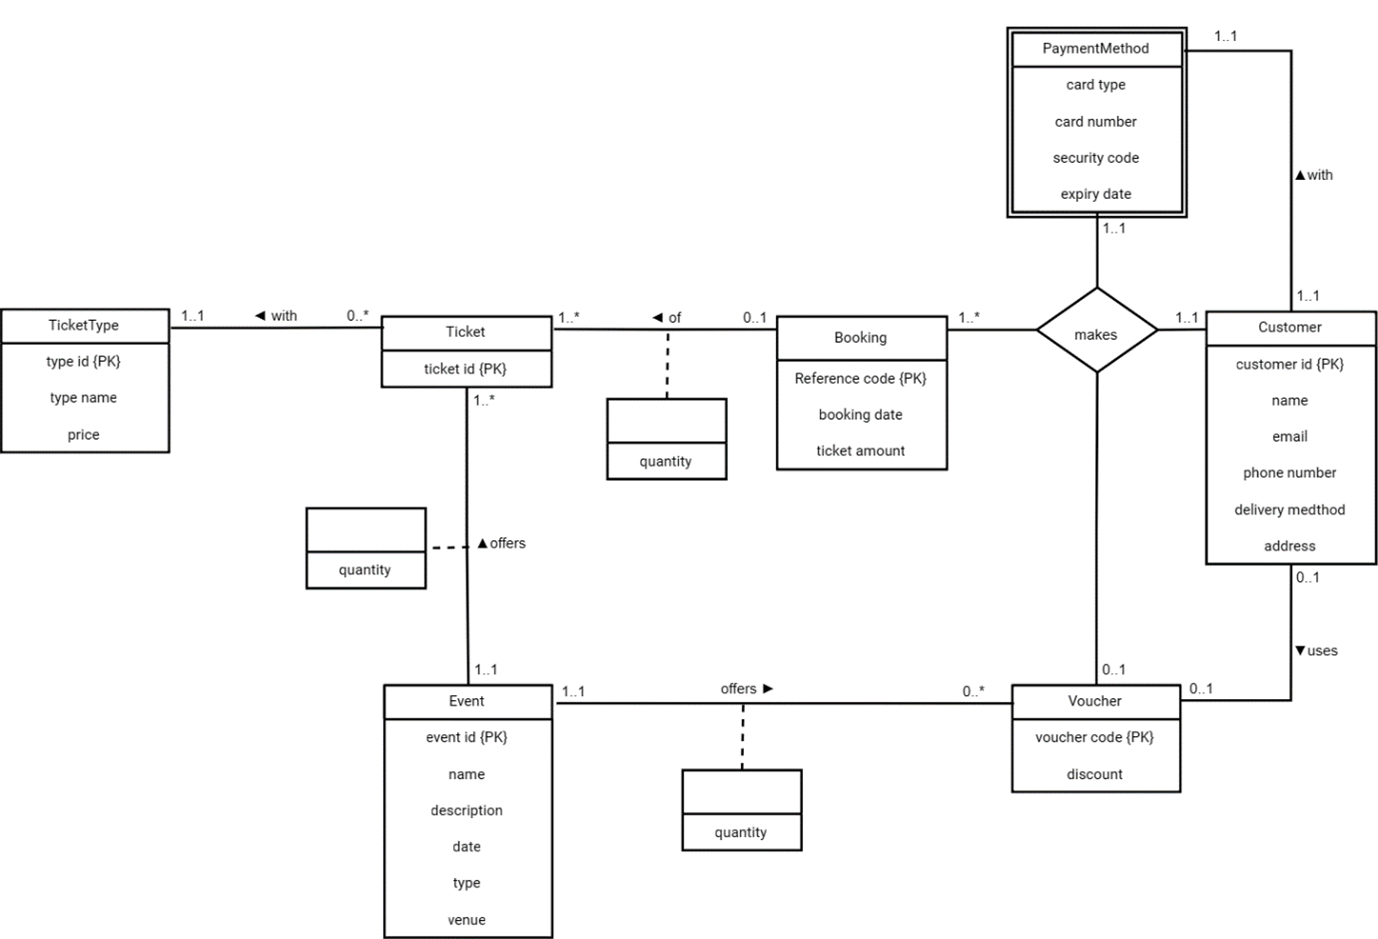 PaymentMethod
card type
card number
security code
expiry date
1..1
1..1
▲with
1..1
TicketType
type id {PK}
type name
price
1..1
◄ with
0..*
Ticket
ticket id {PK}
1..*
◄ of
0..1
quantity
Booking
Reference code {PK}
booking date
ticket amount
1..*
makes
1..1
1..1
Customer
customer id {PK}
name
email
phone number
delivery medthod
address
1..*
▲offers
quantity
1..1
0..1
▼uses
0..1
0..1
Event
event id {PK}
name
description
date
type
venue
1..1
offers ►
0..*
quantity
Voucher
voucher code {PK}
discount